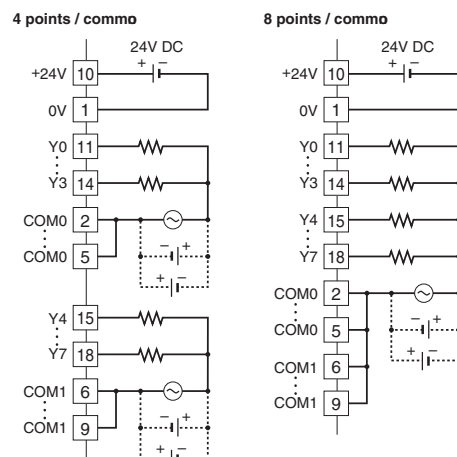 4 points / commo
24V DC
+ −
+24V 10
0V 1
Y0 11
Y3 14
COM0 2
− +
COM0 5
+ −
Y4 15
Y7 18
COM1 6
− +
COM1 9
+ −
8 points / commo
24V DC
+ −
+24V 10
0V 1
Y0 11
Y3 14
Y4 15
Y7 18
COM0 2
− +
COM0 5
+ −
COM1 6
COM1 9